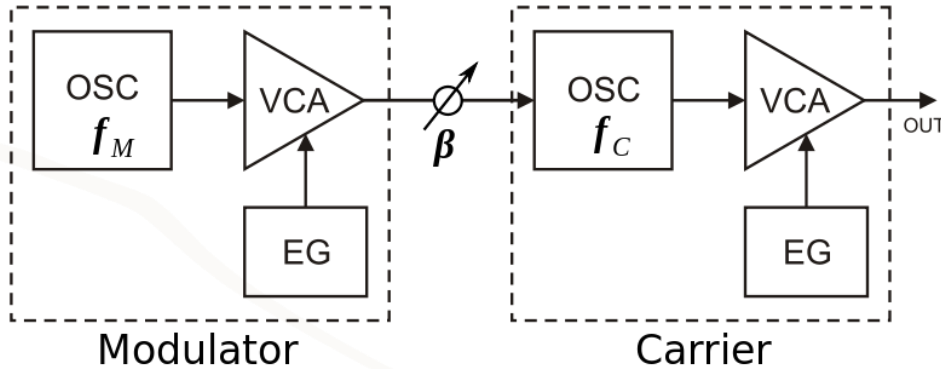 OSC
f_M
VCA
EG
Modulator
β
OSC
f_C
VCA
EG
OUT
Carrier